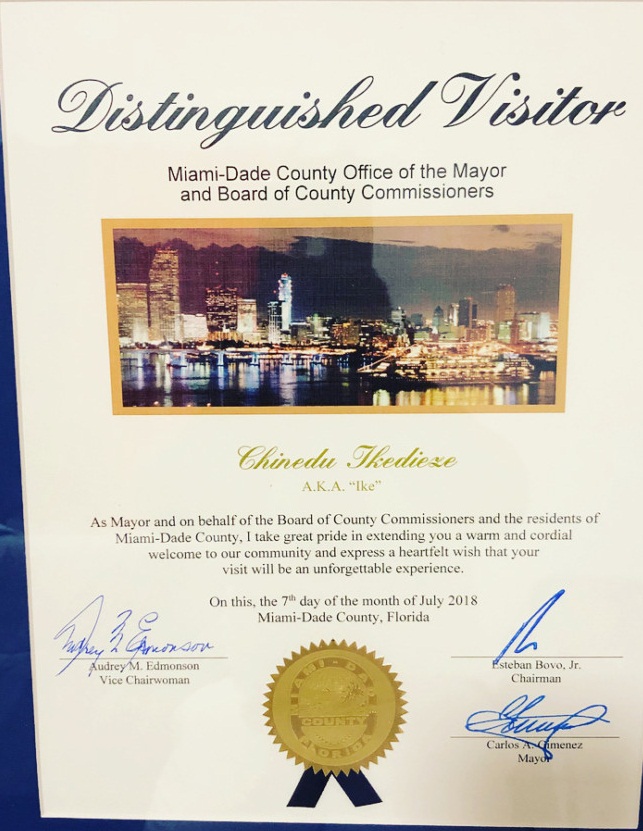 Distinguished Visitor
Miami-Dade County Office of the Mayor
and Board of County Commissioners
Chinedu Ikedieze
A.K.A. "Ike"
As Mayor and on behalf of the Board of County Commissioners and the residents of
Miami-Dade County, I take great pride in extending you a warm and cordial
welcome to our community and express a heartfelt wish that your
visit will be an unforgettable experience.
On this, the 7th day of the month of July 2018
Miami-Dade County, Florida
Audrey M. Edmonson
Vice Chairwoman
Esteban Bovo, Jr.
Chairman
Carlos A. Gimenez
Mayor
MIAMI-DADE
COUNTY
FLORIDA